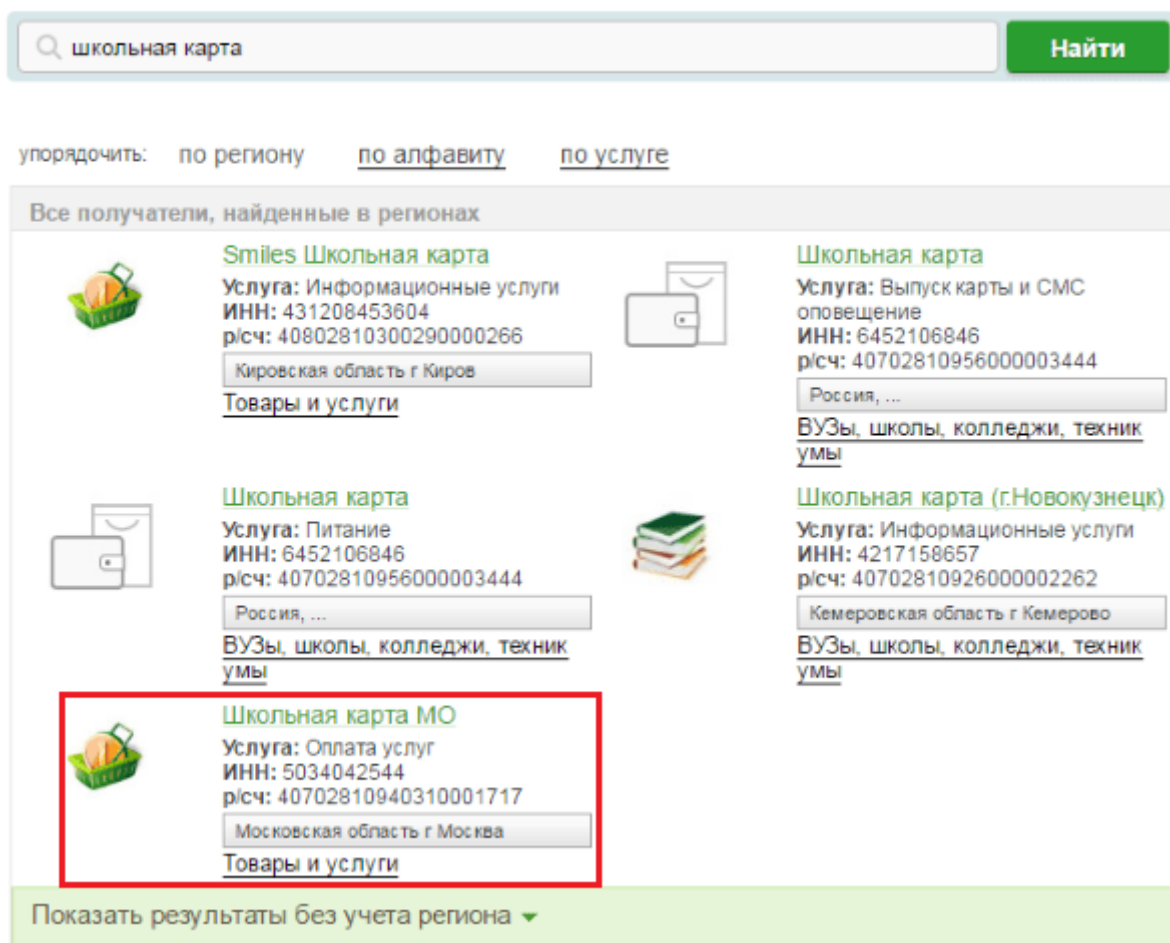 школьная карта
Найти
упорядочить: по региону по алфавиту по услуге
Все получатели, найденные в регионах
Smiles Школьная карта
Услуга: Информационные услуги
ИНН: 431208453604
р/сч: 40802810300290000266
Кировская область г Киров
Товары и услуги
Школьная карта
Услуга: Выпуск карты и СМС
оповещение
ИНН: 6452106846
р/сч: 40702810956000003444
Россия, ...
ВУЗы, школы, колледжи, техник
умы
Школьная карта
Услуга: Питание
ИНН: 6452106846
р/сч: 40702810956000003444
Россия, ...
ВУЗы, школы, колледжи, техник
умы
Школьная карта (г.Новокузнецк)
Услуга: Информационные услуги
ИНН: 4217158657
р/сч: 40702810926000002262
Кемеровская область г Кемерово
ВУЗы, школы, колледжи, техник
умы
Школьная карта МО
Услуга: Оплата услуг
ИНН: 5034042544
р/сч: 40702810940310001717
Московская область г Москва
Товары и услуги
Показать результаты без учета региона